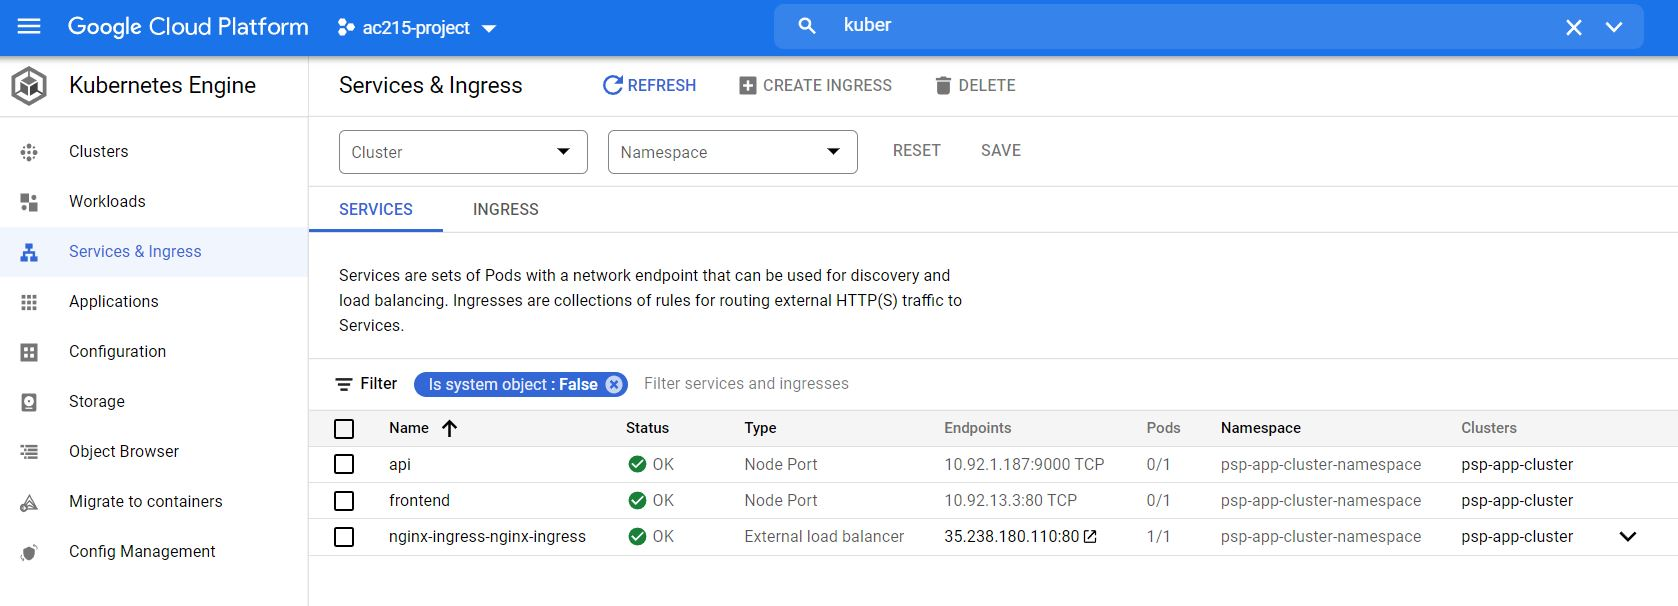 Google Cloud Platform
ac215-project
kuber
Kubernetes Engine
Services & Ingress
REFRESH
CREATE INGRESS
DELETE
Clusters
Workloads
Services & Ingress
Applications
Configuration
Storage
Object Browser
Migrate to containers
Config Management
Cluster
Namespace
RESET
SAVE
SERVICES
INGRESS
Services are sets of Pods with a network endpoint that can be used for discovery and
load balancing. Ingresses are collections of rules for routing external HTTP(S) traffic to
Services.
Filter
Is system object : False
Filter services and ingresses
Name Status Type Endpoints Pods Namespace Clusters
api OK Node Port 10.92.1.187:9000 TCP 0/1 psp-app-cluster-namespace psp-app-cluster
frontend OK Node Port 10.92.13.3:80 TCP 0/1 psp-app-cluster-namespace psp-app-cluster
nginx-ingress-nginx-ingress OK External load balancer 35.238.180.110:80 1/1 psp-app-cluster-namespace psp-app-cluster